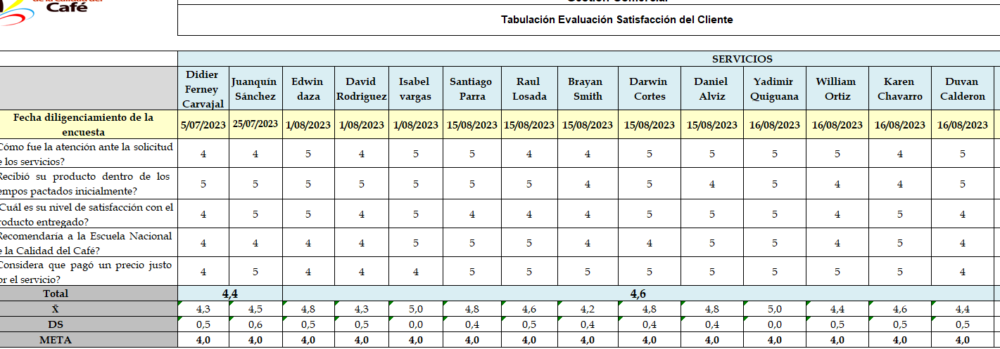 Café
Tabulación Evaluación Satisfacción del Cliente
SERVICIOS
Didier Ferney Carvajal Juanquín Sánchez Edwin daza David Rodriguez Isabel vargas Santiago Parra Raul Losada Brayan Smith Darwin Cortes Daniel Alviz Yadimir Quiguana William Ortiz Karen Chavarro Duvan Calderon
Fecha diligenciamiento de la encuesta 5/07/2023 25/07/2023 1/08/2023 1/08/2023 1/08/2023 15/08/2023 15/08/2023 15/08/2023 15/08/2023 15/08/2023 16/08/2023 16/08/2023 16/08/2023 16/08/2023
Cómo fue la atención ante la solicitud
e los servicios? 4 4 5 4 5 5 4 4 5 5 5 5 4 5
Recibió su producto dentro de los
empos pactados inicialmente? 5 5 5 5 5 5 5 4 5 4 5 4 4 5
Cuál es su nivel de satisfacción con el
roducto entregado? 4 5 5 4 5 4 4 4 5 5 5 4 5 4
Recomendaría a la Escuela Nacional
e la Calidad del Café? 4 4 4 4 5 5 5 4 4 5 5 4 5 4
Considera que pagó un precio justo
or el servicio? 4 5 4 4 4 5 5 5 5 5 5 5 5 4
Total 4,4 4,6
X̄ 4,3 4,5 4,8 4,3 5,0 4,8 4,6 4,2 4,8 4,8 5,0 4,4 4,6 4,4
DS 0,5 0,6 0,5 0,5 0,0 0,4 0,5 0,4 0,4 0,4 0,0 0,5 0,5 0,5
META 4,0 4,0 4,0 4,0 4,0 4,0 4,0 4,0 4,0 4,0 4,0 4,0 4,0 4,0